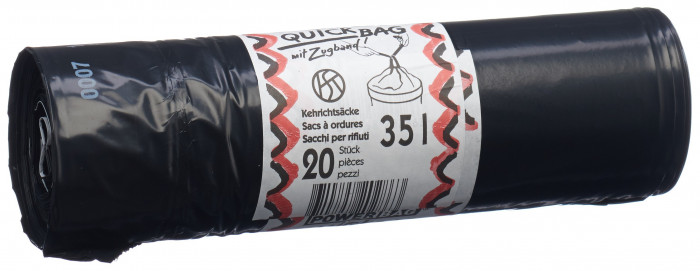 QUICK BAG
mit Zugband!
Kehrichtsäcke
Sacs à ordures
Sacchi per rifiuti
35 l
20 Stück
pièces
pezzi
0007